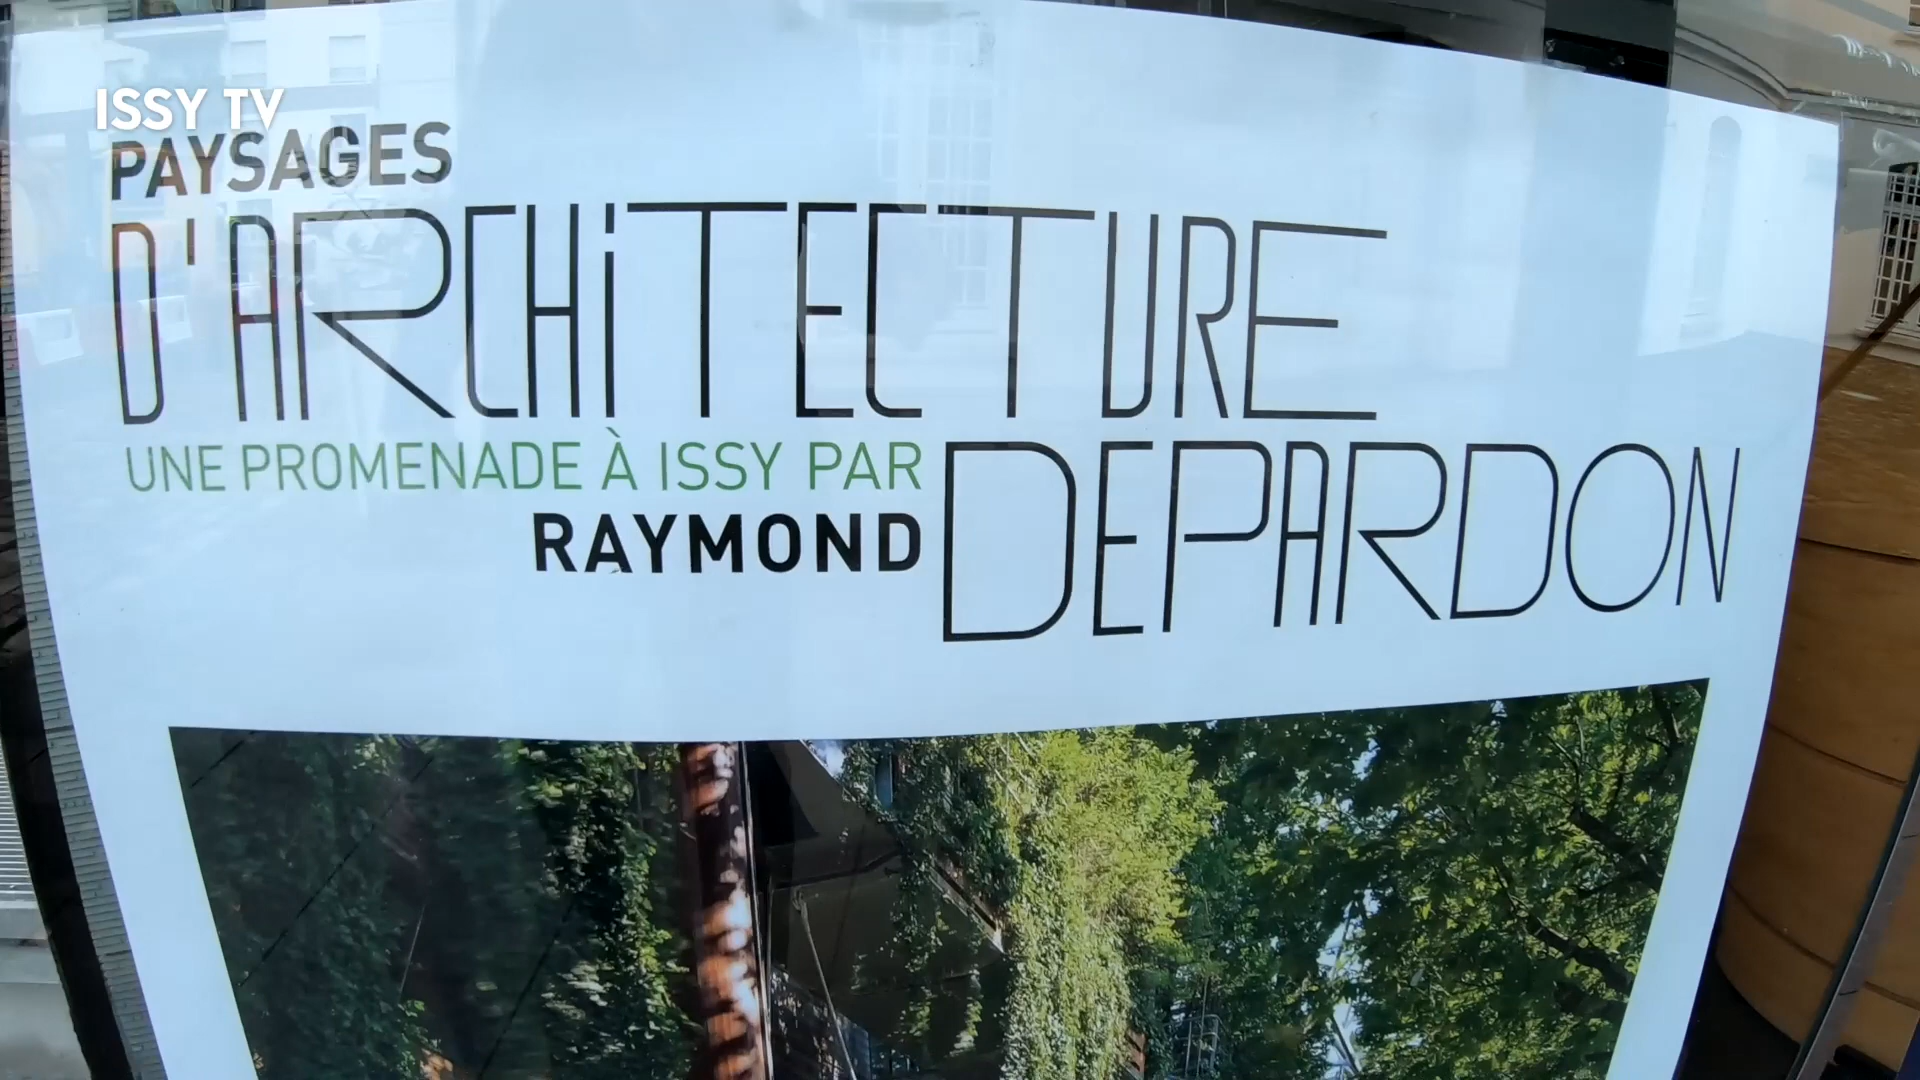 ISSY TV
PAYSAGES
D'ARCHITECTURE
UNE PROMENADE À ISSY PAR
RAYMOND DEPARDON